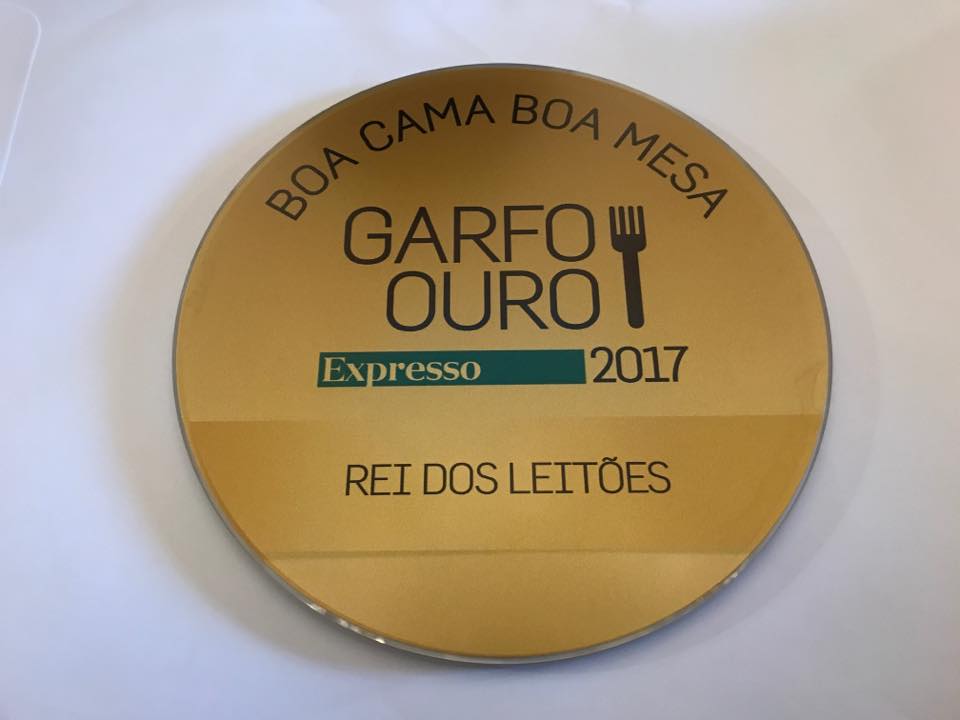 BOA CAMA BOA MESA
GARFO
OURO
Expresso 2017
REI DOS LEITÕES